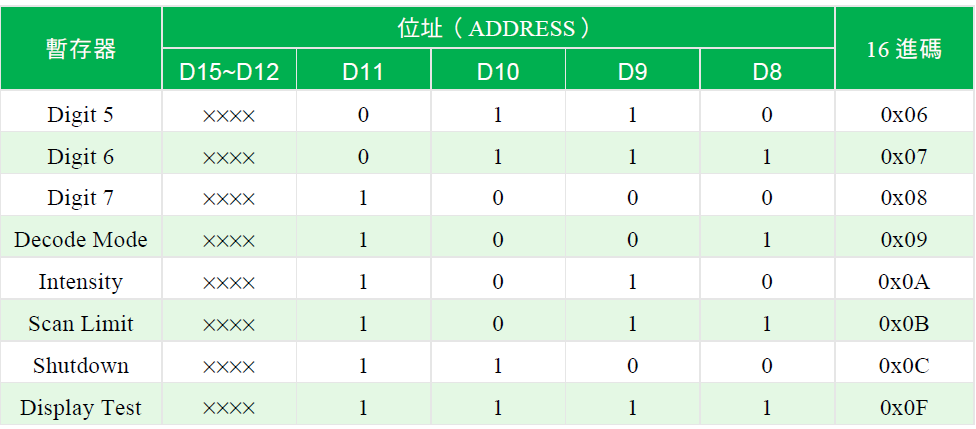 暫存器 位址（ADDRESS） 16 進碼
D15~D12 D11 D10 D9 D8
Digit 5 ×××× 0 1 1 0 0x06
Digit 6 ×××× 0 1 1 1 0x07
Digit 7 ×××× 1 0 0 0 0x08
Decode Mode ×××× 1 0 0 1 0x09
Intensity ×××× 1 0 1 0 0x0A
Scan Limit ×××× 1 0 1 1 0x0B
Shutdown ×××× 1 1 0 0 0x0C
Display Test ×××× 1 1 1 1 0x0F